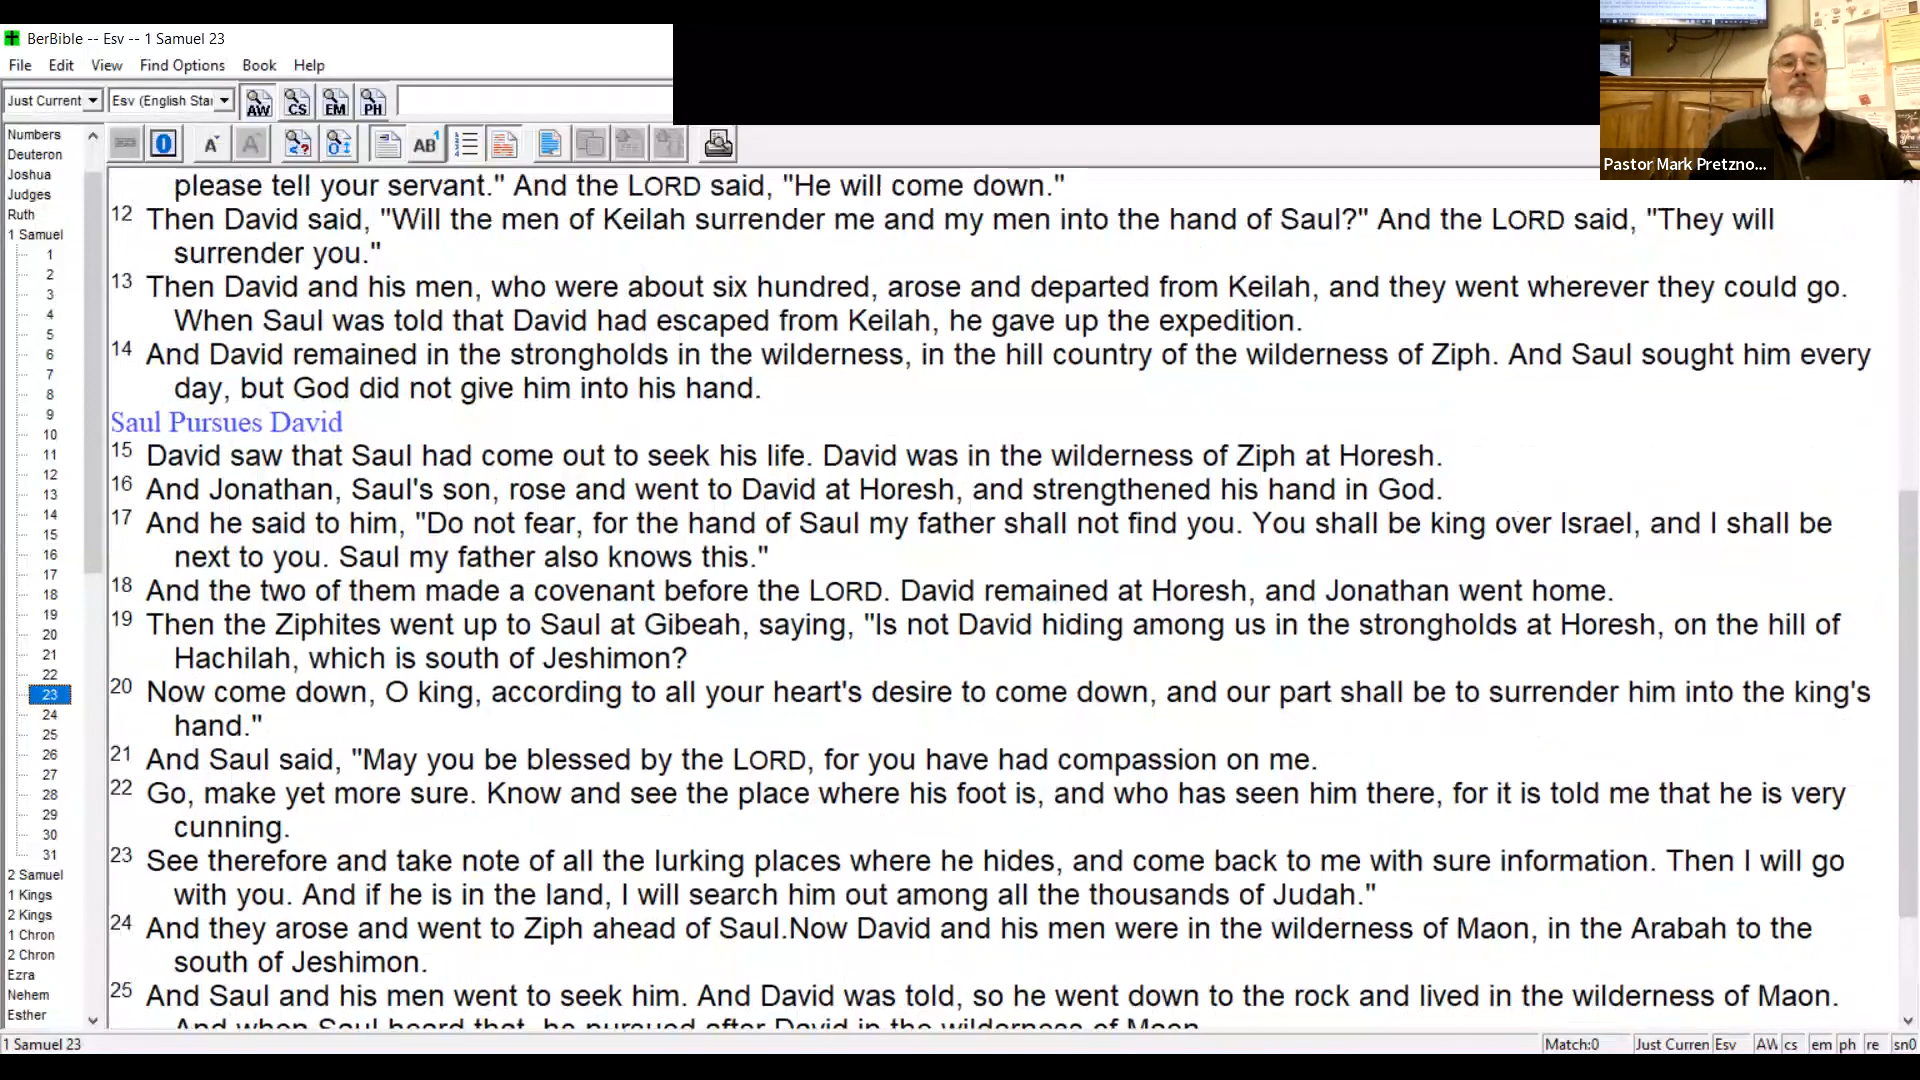 BerBible -- Esv -- 1 Samuel 23
File Edit View Find Options Book Help
Just Current Esv (English Star AW CS EM PH
A A AB¹
Pastor Mark Pretzno...
Numbers
Deuteron
Joshua
Judges
Ruth
1 Samuel
1
2
3
4
5
6
7
8
9
10
11
12
13
14
15
16
17
18
19
20
21
22
23
24
25
26
27
28
29
30
31
2 Samuel
1 Kings
2 Kings
1 Chron
2 Chron
Ezra
Nehem
Esther
please tell your servant." And the LORD said, "He will come down."
12 Then David said, "Will the men of Keilah surrender me and my men into the hand of Saul?" And the LORD said, "They will
surrender you."
13 Then David and his men, who were about six hundred, arose and departed from Keilah, and they went wherever they could go.
When Saul was told that David had escaped from Keilah, he gave up the expedition.
14 And David remained in the strongholds in the wilderness, in the hill country of the wilderness of Ziph. And Saul sought him every
day, but God did not give him into his hand.
Saul Pursues David
15 David saw that Saul had come out to seek his life. David was in the wilderness of Ziph at Horesh.
16 And Jonathan, Saul's son, rose and went to David at Horesh, and strengthened his hand in God.
17 And he said to him, "Do not fear, for the hand of Saul my father shall not find you. You shall be king over Israel, and I shall be
next to you. Saul my father also knows this."
18 And the two of them made a covenant before the LORD. David remained at Horesh, and Jonathan went home.
19 Then the Ziphites went up to Saul at Gibeah, saying, "Is not David hiding among us in the strongholds at Horesh, on the hill of
Hachilah, which is south of Jeshimon?
20 Now come down, O king, according to all your heart's desire to come down, and our part shall be to surrender him into the king's
hand."
21 And Saul said, "May you be blessed by the LORD, for you have had compassion on me.
22 Go, make yet more sure. Know and see the place where his foot is, and who has seen him there, for it is told me that he is very
cunning.
23 See therefore and take note of all the lurking places where he hides, and come back to me with sure information. Then I will go
with you. And if he is in the land, I will search him out among all the thousands of Judah."
24 And they arose and went to Ziph ahead of Saul.Now David and his men were in the wilderness of Maon, in the Arabah to the
south of Jeshimon.
25 And Saul and his men went to seek him. And David was told, so he went down to the rock and lived in the wilderness of Maon.
And when Saul heard that, he pursued after David in the wilderness of Maon.
1 Samuel 23 Match:0 Just Curren Esv AW cs em ph re sn0